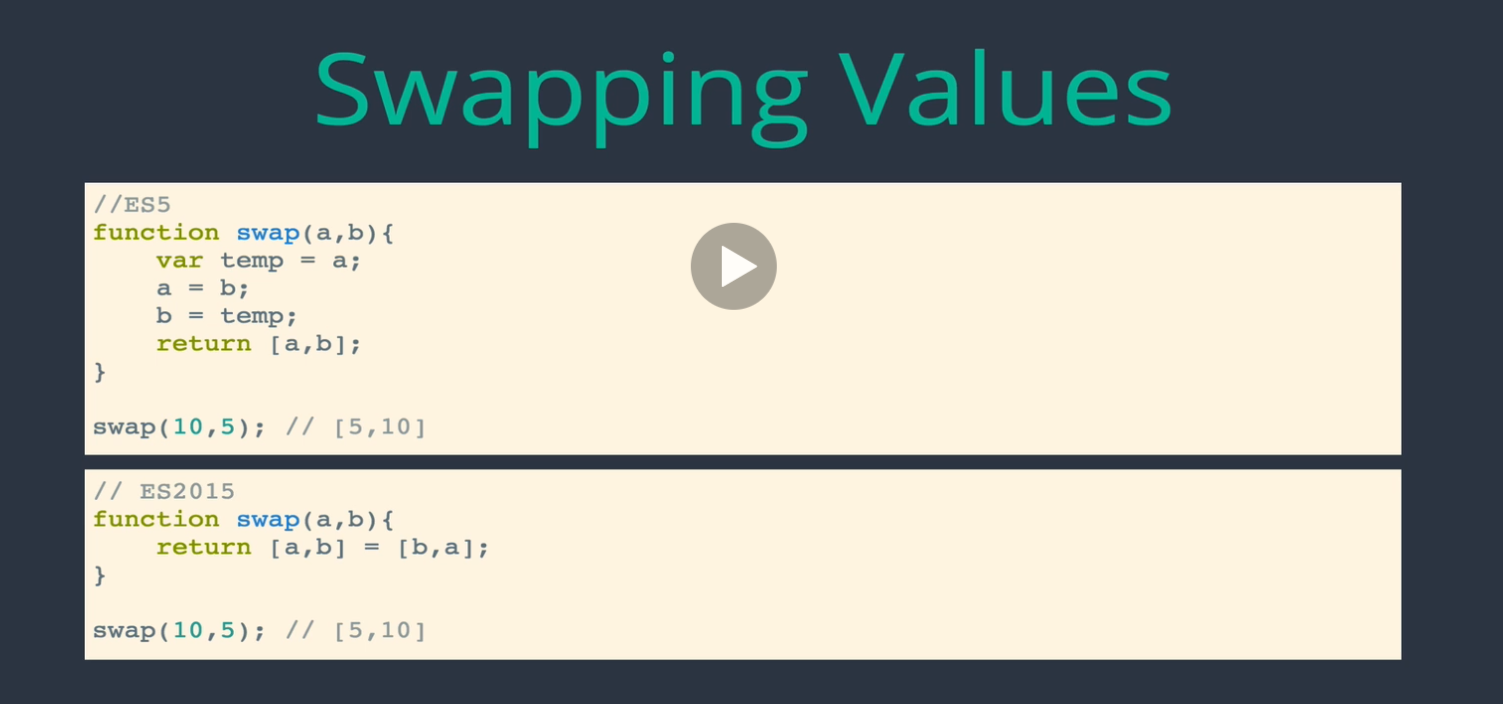 Swapping Values
//ES5
function swap(a,b){
    var temp = a;
    a = b;
    b = temp;
    return [a,b];
}
swap(10,5); // [5,10]
// ES2015
function swap(a,b){
    return [a,b] = [b,a];
}
swap(10,5); // [5,10]